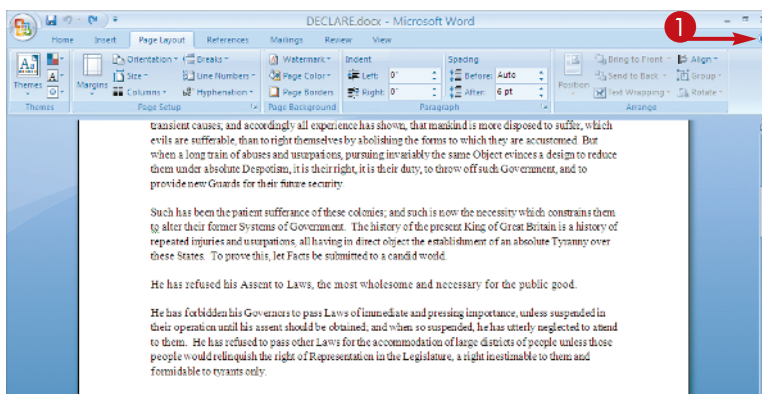 DECLARE.docx - Microsoft Word
1
Home Insert Page Layout References Mailings Review View
Themes Margins Orientation Breaks Watermark Indent Spacing Position Bring to Front Align
Size Line Numbers Page Color Left: 0" Before: Auto Send to Back Group
Columns Hyphenation Page Borders Right: 0" After: 6 pt Text Wrapping Rotate
Themes Page Setup Page Background Paragraph Arrange
transient causes; and accordingly all experience has shown, that mankind is more disposed to suffer, which
evils are sufferable, than to right themselves by abolishing the forms to which they are accustomed. But
when a long train of abuses and usurpations, pursuing invariably the same Object evinces a design to reduce
them under absolute Despotism, it is their right, it is their duty, to throw off such Government, and to
provide new Guards for their future security.
Such has been the patient sufferance of these colonies; and such is now the necessity which constrains them
to alter their former Systems of Government. The history of the present King of Great Britain is a history of
repeated injuries and usurpations, all having in direct object the establishment of an absolute Tyranny over
these States. To prove this, let Facts be submitted to a candid world.
He has refused his Assent to Laws, the most wholesome and necessary for the public good.
He has forbidden his Governors to pass Laws of immediate and pressing importance, unless suspended in
their operation until his assent should be obtained; and when so suspended, he has utterly neglected to attend
to them. He has refused to pass other Laws for the accommodation of large districts of people unless those
people would relinquish the right of Representation in the Legislature, a right inestimable to them and
formidable to tyrants only.